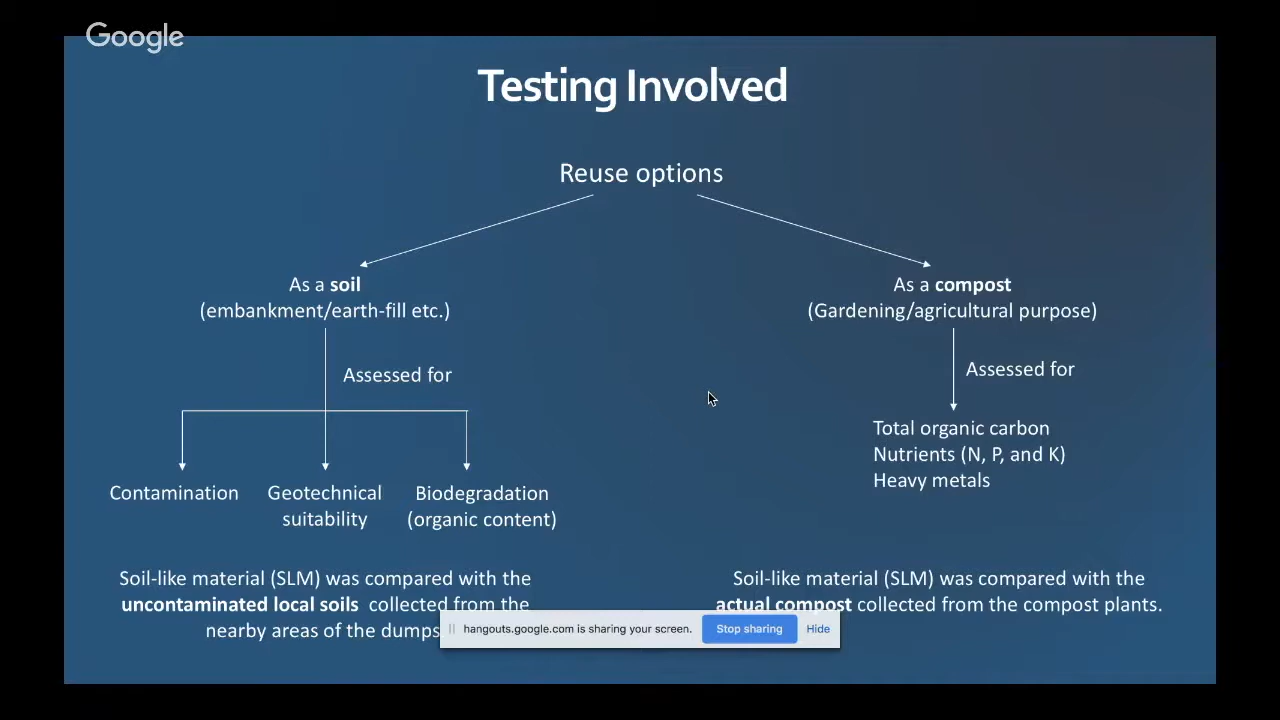 Google
Testing Involved
Reuse options
As a soil
(embankment/earth-fill etc.)
As a compost
(Gardening/agricultural purpose)
Assessed for
Assessed for
Contamination
Geotechnical
suitability
Biodegradation
(organic content)
Total organic carbon
Nutrients (N, P, and K)
Heavy metals
Soil-like material (SLM) was compared with the
uncontaminated local soils collected from the
nearby areas of the dumps
Soil-like material (SLM) was compared with the
actual compost collected from the compost plants.
hangouts.google.com is sharing your screen.
Stop sharing
Hide